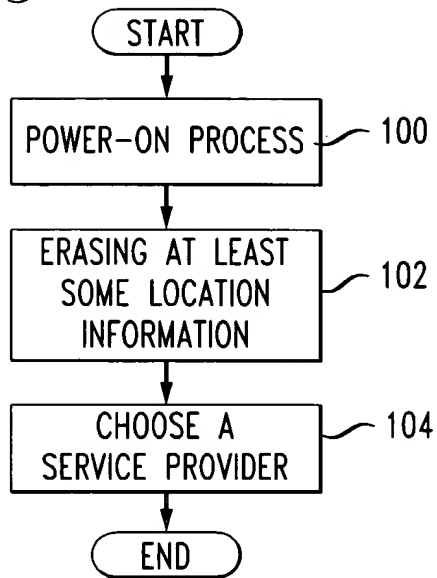 START
POWER-ON PROCESS
100
ERASING AT LEAST
SOME LOCATION
INFORMATION
102
CHOOSE A
SERVICE PROVIDER
104
END